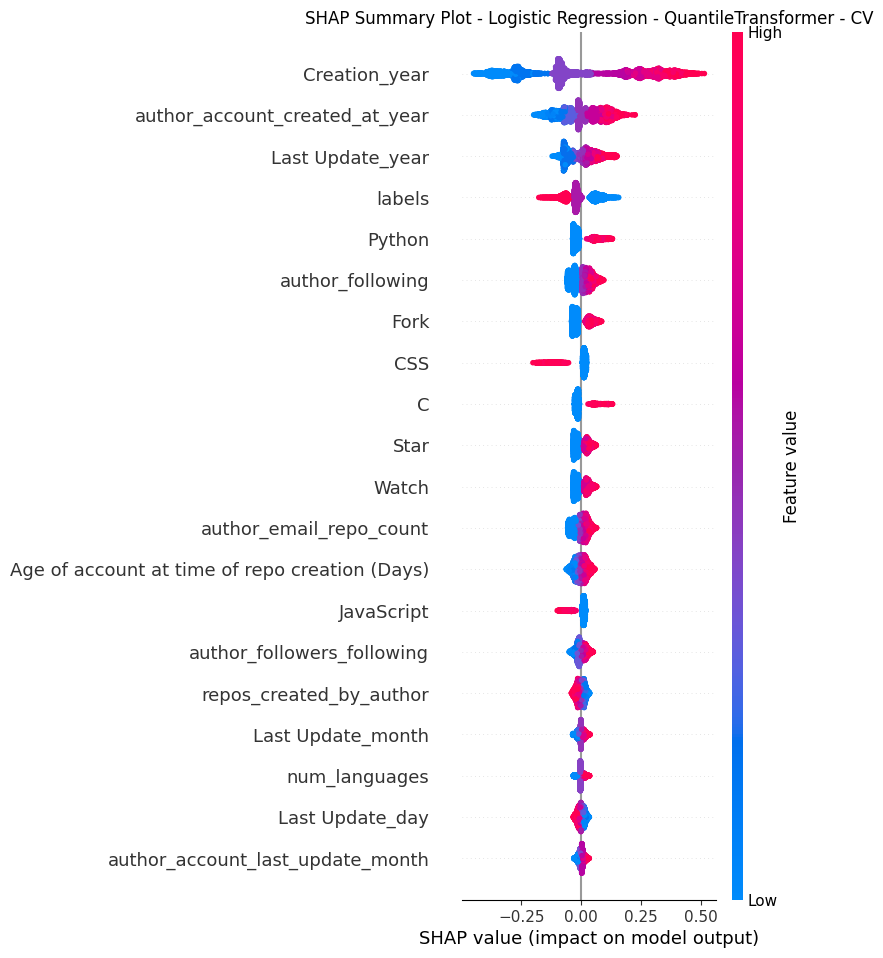 SHAP Summary Plot - Logistic Regression - QuantileTransformer - CV
High
Creation_year
author_account_created_at_year
Last Update_year
labels
Python
author_following
Fork
CSS
C
Star
Watch
author_email_repo_count
Age of account at time of repo creation (Days)
JavaScript
author_followers_following
repos_created_by_author
Last Update_month
num_languages
Last Update_day
author_account_last_update_month
Feature value
Low
−0.25 0.00 0.25 0.50
SHAP value (impact on model output)